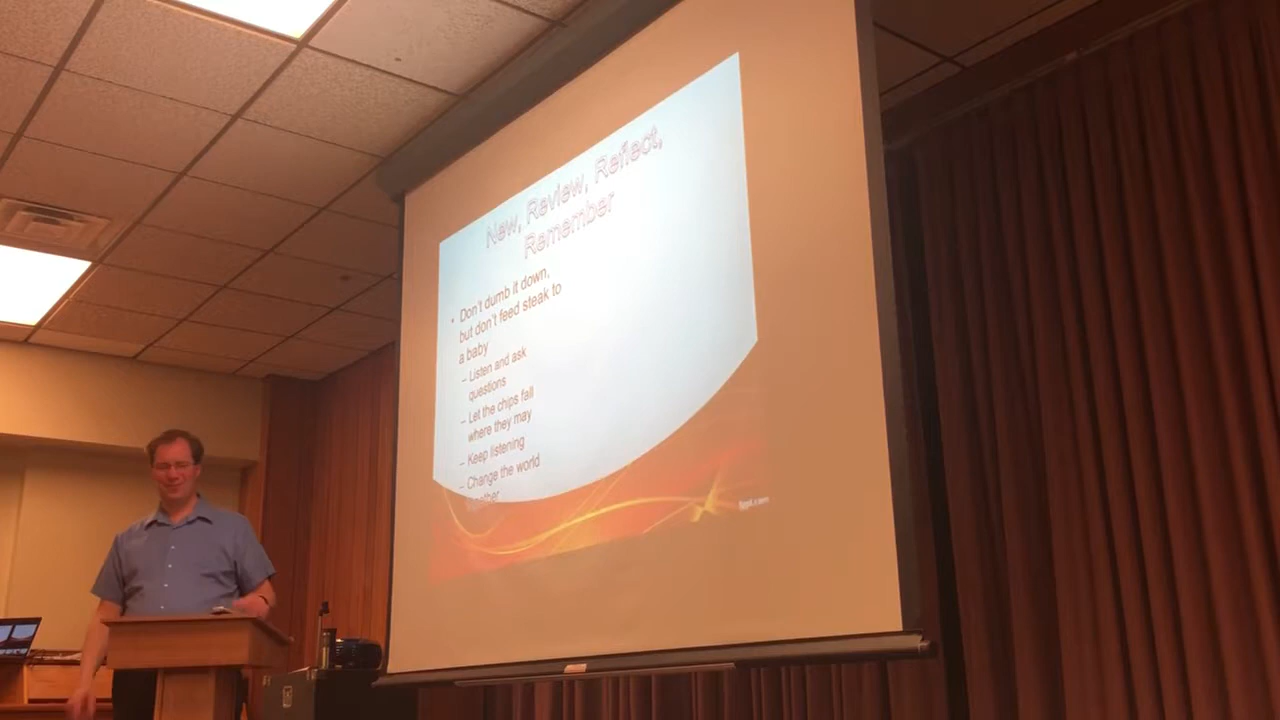 New, Review, Reflect,
Remember
• Don't dumb it down,
but don't feed steak to
a baby
– Listen and ask
questions
– Let the chips fall
where they may
– Keep listening
– Change the world
together